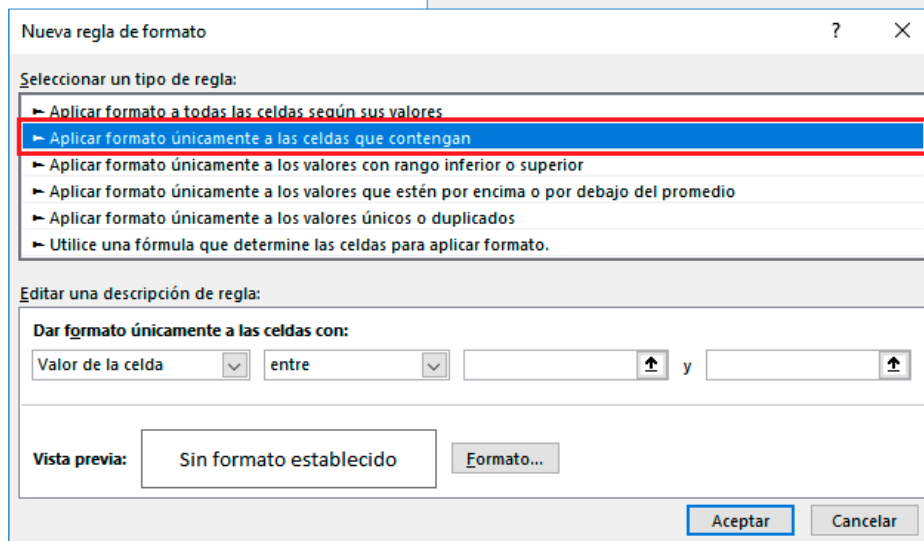 Nueva regla de formato ?
Seleccionar un tipo de regla:
► Aplicar formato a todas las celdas según sus valores
► Aplicar formato únicamente a las celdas que contengan
► Aplicar formato únicamente a los valores con rango inferior o superior
► Aplicar formato únicamente a los valores que estén por encima o por debajo del promedio
► Aplicar formato únicamente a los valores únicos o duplicados
► Utilice una fórmula que determine las celdas para aplicar formato.
Editar una descripción de regla:
Dar formato únicamente a las celdas con:
Valor de la celda entre y
Vista previa: Sin formato establecido Formato...
Aceptar Cancelar